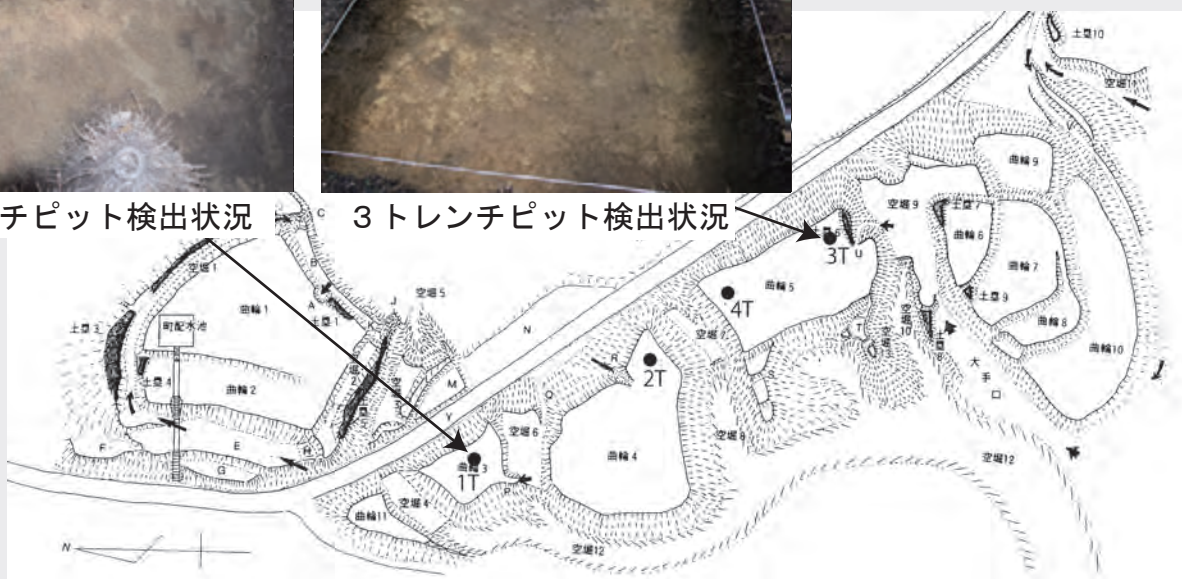 チピット検出状況
3トレンチピット検出状況
土塁10
空堀11
曲輪9
空堀9
土塁7
曲輪6
曲輪7
土塁9
曲輪8
曲輪10
大手口
空堀12
3T
U
曲輪5
4T
空堀10
T
S
空堀7
空堀8
C
B
A
空堀1
曲輪1
土塁1
J
空堀5
K
土塁3
町配水池
土塁4
曲輪2
N
M
R
2T
Q
Y
空堀6
曲輪4
F
E
G
H
曲輪3
1T
P
空堀4
曲輪11
空堀12
N